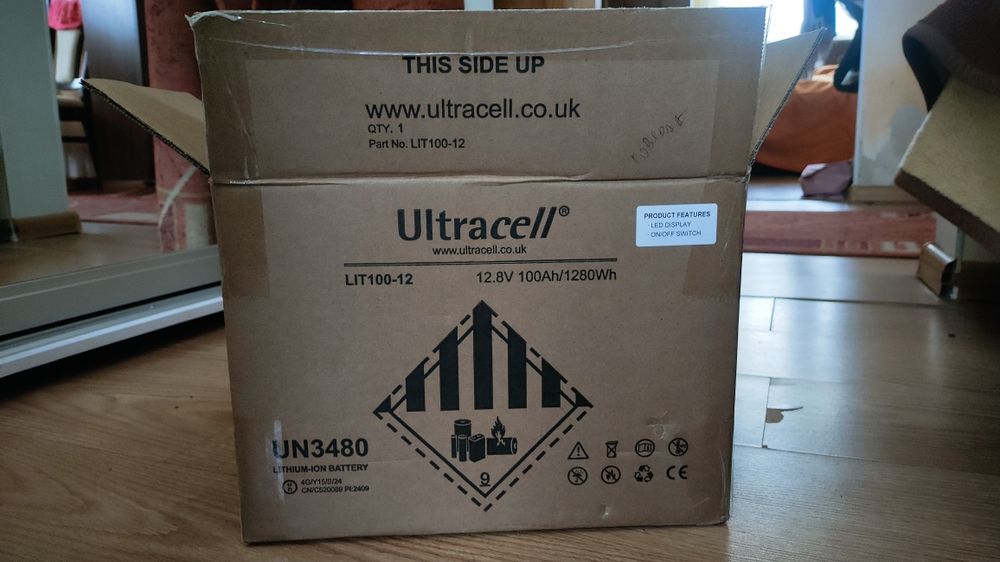 THIS SIDE UP
www.ultracell.co.uk
QTY. 1
Part No. LIT100-12
Ultracell®
www.ultracell.co.uk
PRODUCT FEATURES
· LED DISPLAY
· ON/OFF SWITCH
LIT100-12 12.8V 100Ah/1280Wh
UN3480
LITHIUM-ION BATTERY
4G/Y15/S/24
CN/C520089 PI:2409
9
CE